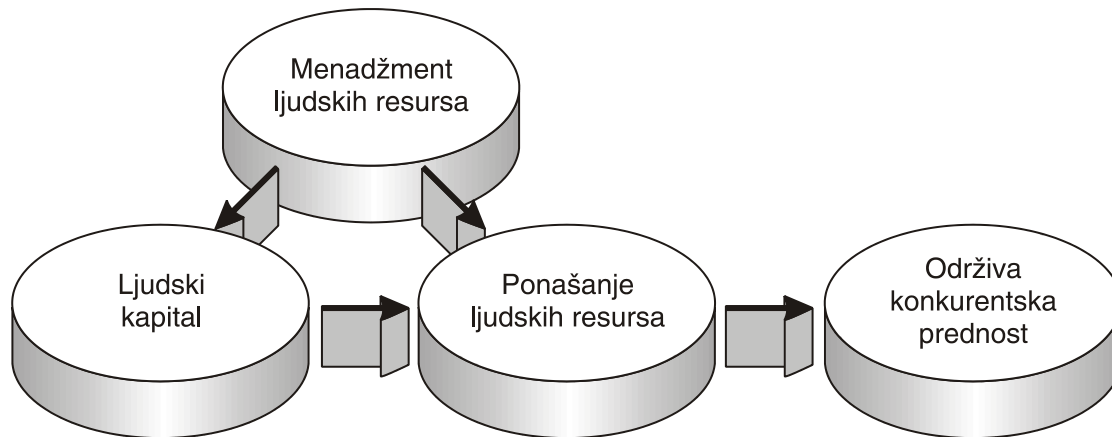 Menadžment
ljudskih resursa
Ljudski
kapital
Ponašanje
ljudskih resursa
Održiva
konkurentska
prednost